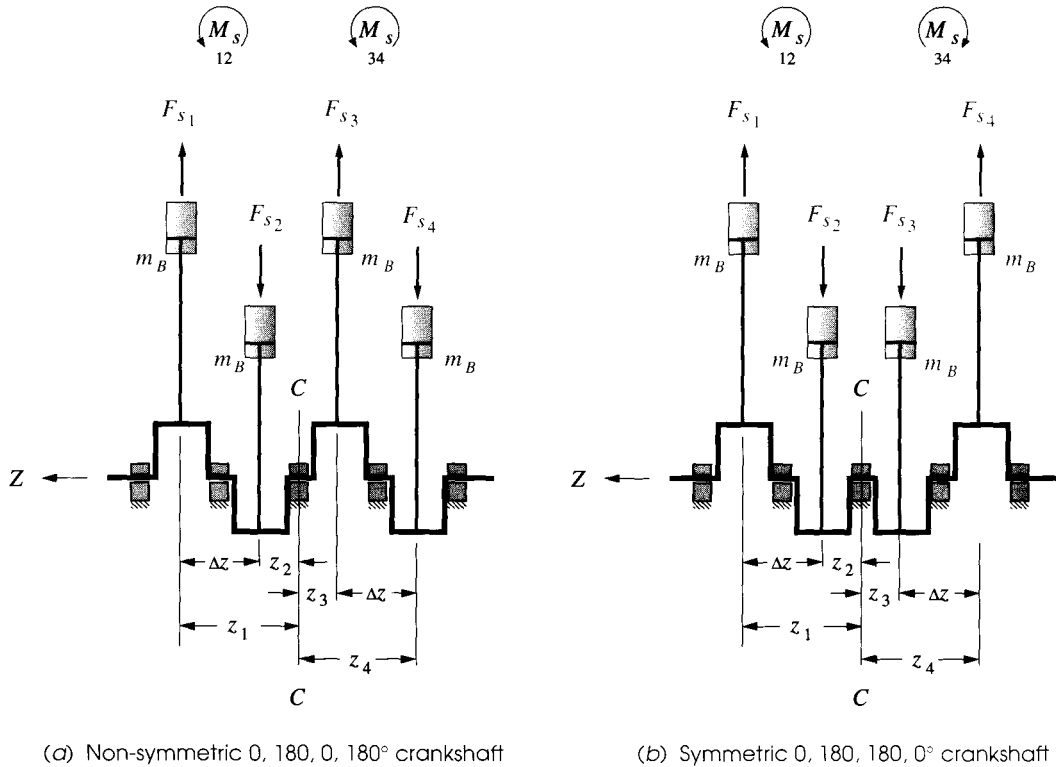 M_s 12
M_s 34
F_s1
F_s3
F_s2
F_s4
m_B
m_B
m_B
m_B
C
Z
Δz
z_2
z_3
Δz
z_1
z_4
C
(a) Non-symmetric 0, 180, 0, 180° crankshaft
M_s 12
M_s 34
F_s1
F_s4
F_s2
F_s3
m_B
m_B
m_B
m_B
C
Z
Δz
z_2
z_3
Δz
z_1
z_4
C
(b) Symmetric 0, 180, 180, 0° crankshaft